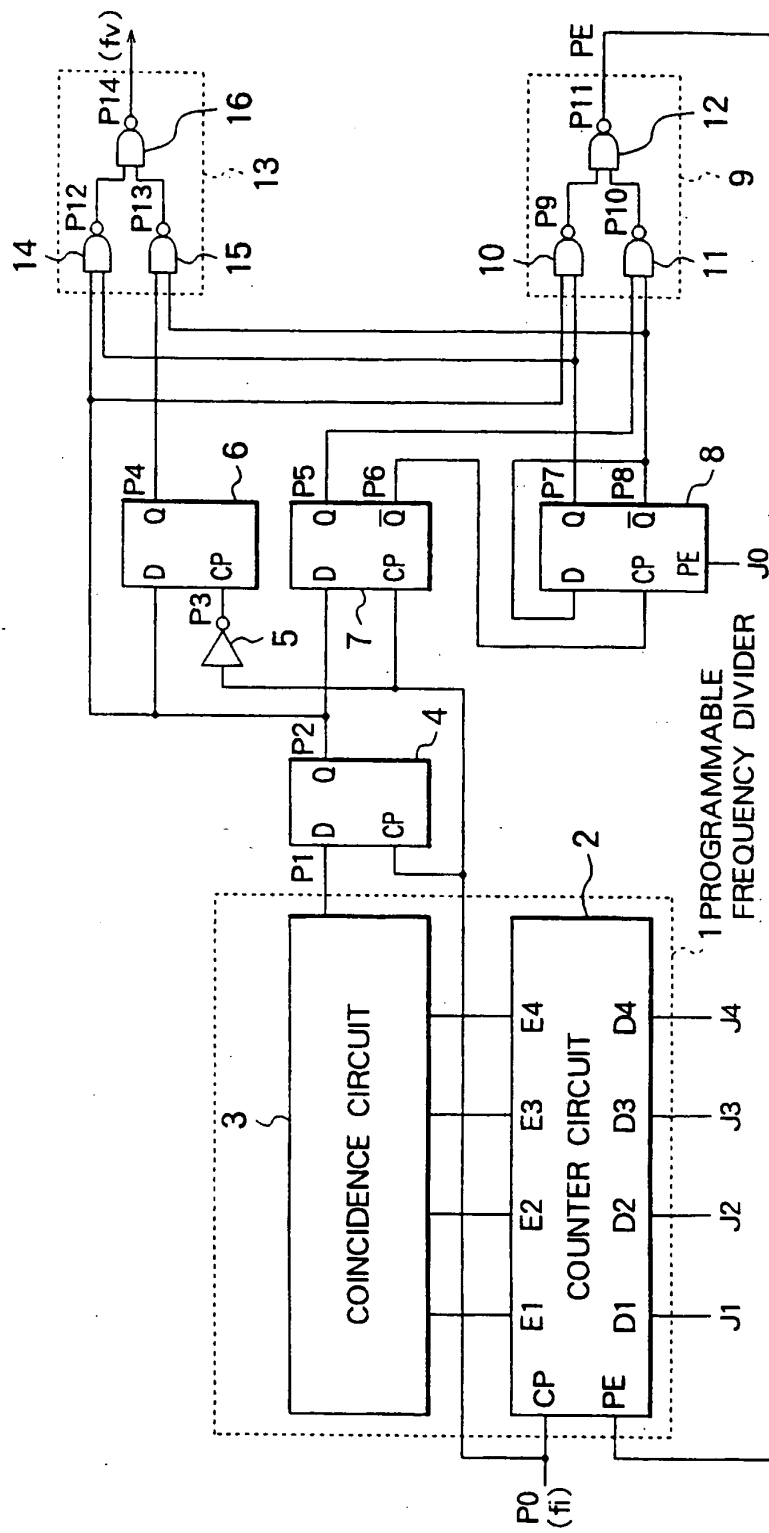 P14 (fv)
16
P12
P13
13
14
15
PE
P11
12
P9
P10
9
10
11
P4
6
Q
D
CP
P3
5
P5
P6
Q
Q̅
D
CP
7
P7
P8
8
Q
Q̅
D
CP
PE
J0
P2
4
Q
D
CP
P1
1 PROGRAMMABLE
FREQUENCY DIVIDER
2
3
COINCIDENCE CIRCUIT
E1 E2 E3 E4
CP
COUNTER CIRCUIT
PE
D1 D2 D3 D4
J1 J2 J3 J4
P0
(fi)